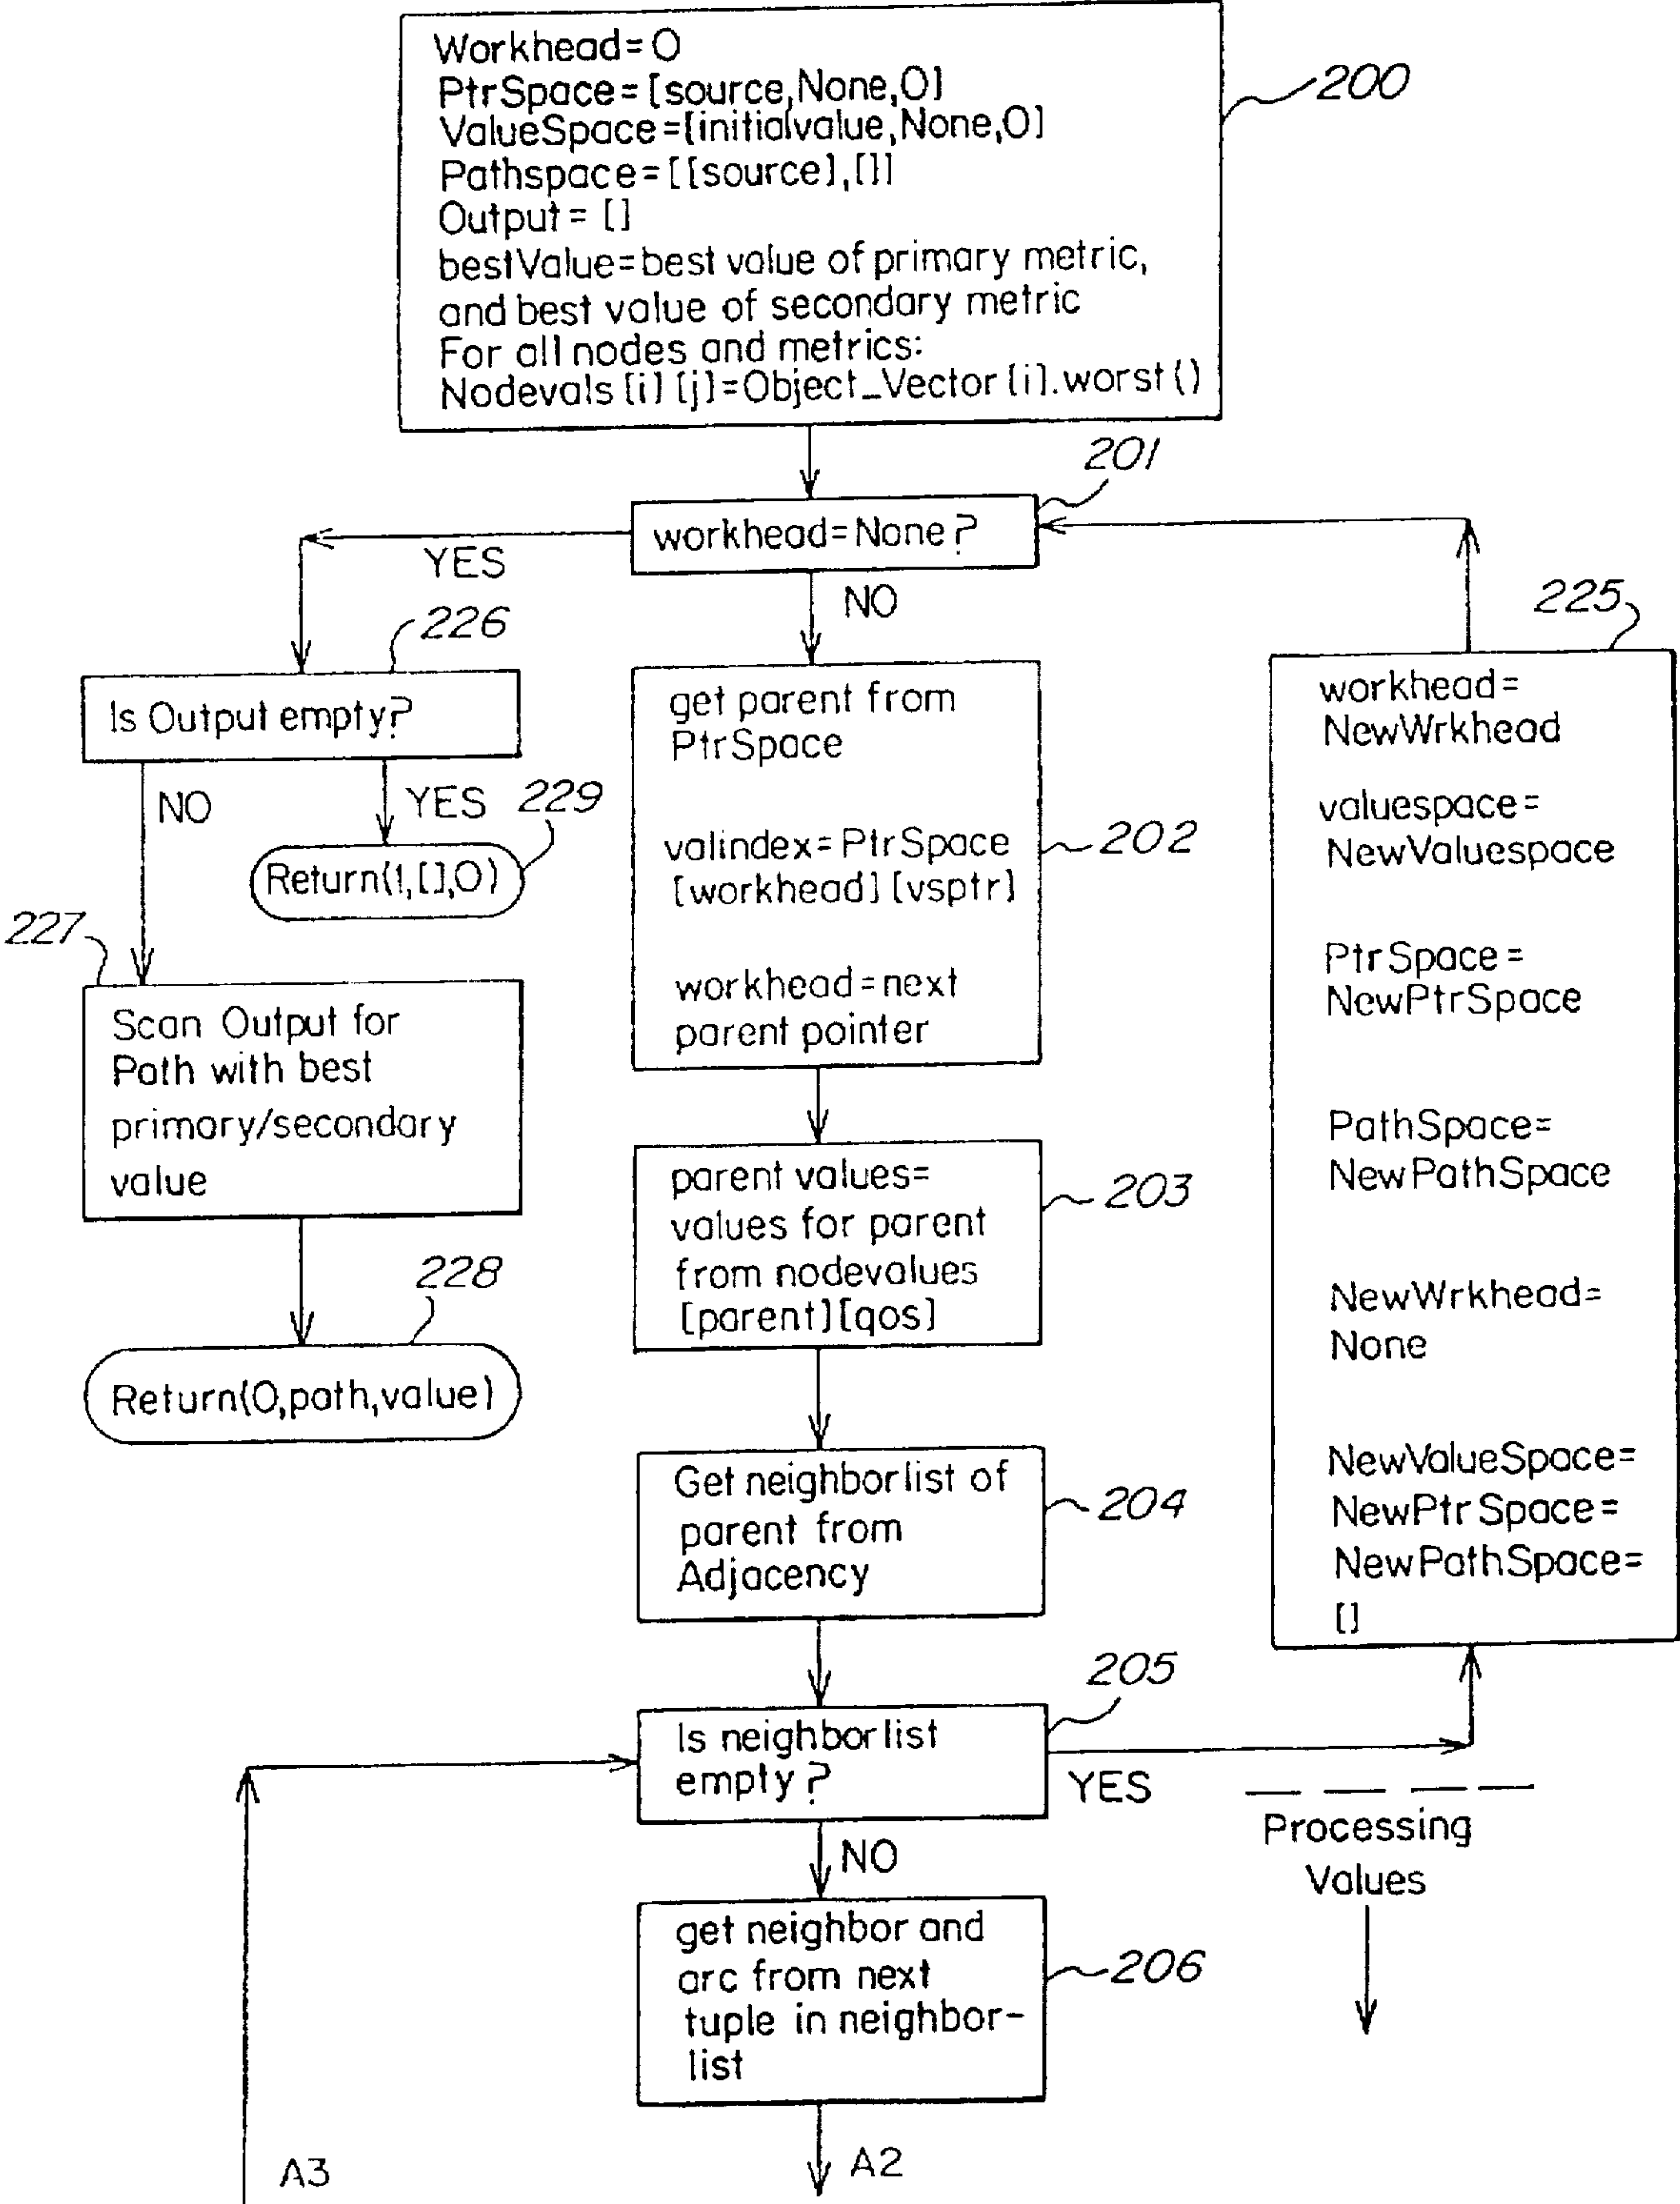 Workhead=0
PtrSpace=[source,None,0]
ValueSpace=[initialvalue,None,0]
Pathspace=[[source],[]]
Output=[]
bestValue=best value of primary metric,
and best value of secondary metric
For all nodes and metrics:
Nodevals[i][j]=Object_Vector[i].worst()
200
201
workhead=None?
YES
NO
226
Is Output empty?
NO
YES
229
Return(1,[],0)
227
Scan Output for
Path with best
primary/secondary
value
228
Return(0,path,value)
get parent from
PtrSpace
valindex=PtrSpace
[workhead][vsptr]
workhead=next
parent pointer
202
parent values=
values for parent
from nodevalues
[parent][qos]
203
Get neighborlist of
parent from
Adjacency
204
205
Is neighborlist
empty?
YES
NO
get neighbor and
arc from next
tuple in neighbor-
list
206
225
workhead=
NewWrkhead
valuespace=
NewValuespace
PtrSpace=
NewPtrSpace
PathSpace=
NewPathSpace
NewWrkhead=
None
NewValueSpace=
NewPtrSpace=
NewPathSpace=
[]
Processing
Values
A3
A2